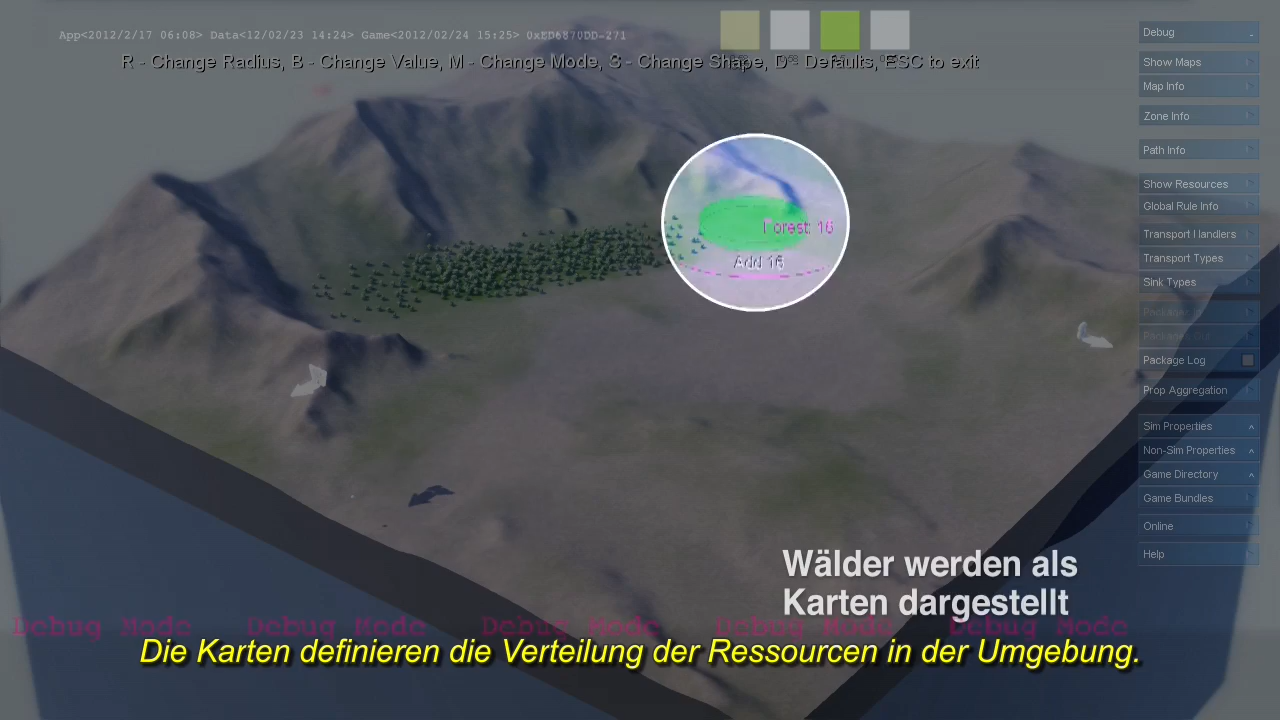 App<2012/2/17 06:08> Data<12/02/23 14:24> Game<2012/02/24 15:25> 0xED6870DD-271
R - Change Radius, B - Change Value, M - Change Mode, S - Change Shape, D - Defaults, ESC to exit
Debug
Show Maps
Map Info
Zone Info
Path Info
Show Resources
Global Rule Info
Transport Handlers
Transport Types
Sink Types
Package Log
Prop Aggregation
Sim Properties
Non-Sim Properties
Game Directory
Game Bundles
Online
Help
Forest: 16
Add 16
Wälder werden als
Karten dargestellt
Debug Mode Debug Mode Debug Mode Debug Mode Debug Mode
Die Karten definieren die Verteilung der Ressourcen in der Umgebung.